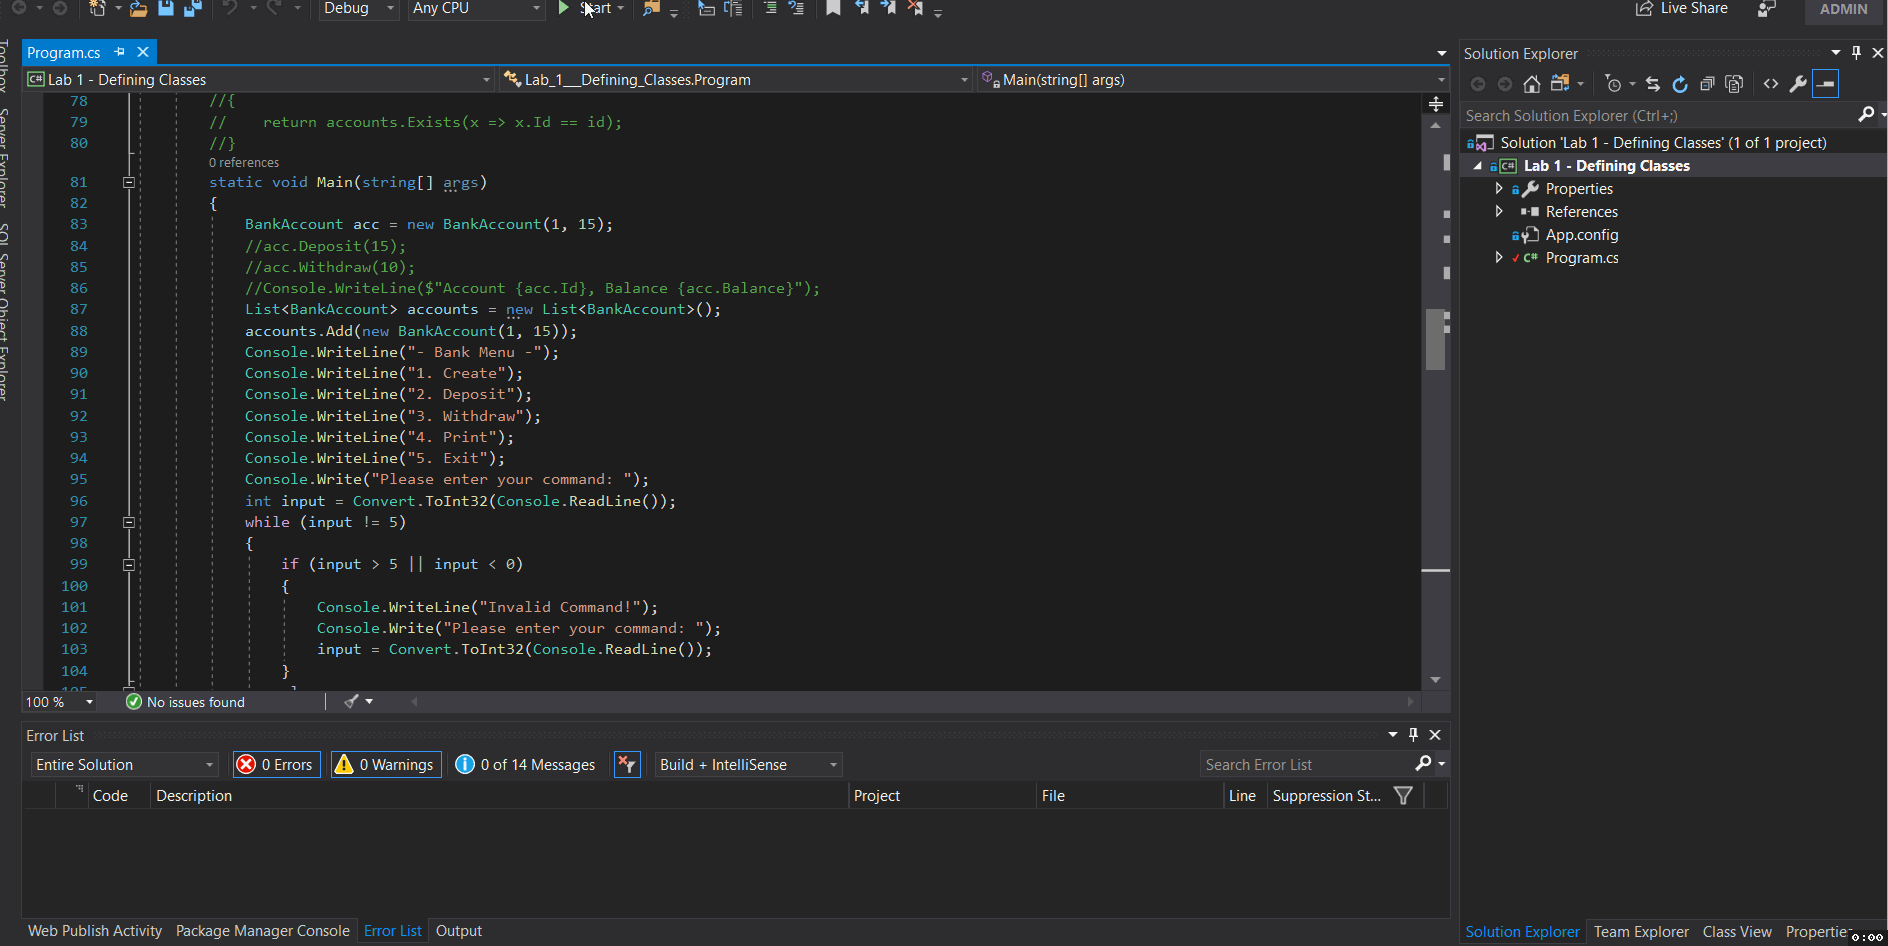 Debug Any CPU Start Live Share ADMIN
Program.cs
Lab 1 - Defining Classes Lab_1___Defining_Classes.Program Main(string[] args)
78 //{
79 //    return accounts.Exists(x => x.Id == id);
80 //}
0 references
81 static void Main(string[] args)
82 {
83 BankAccount acc = new BankAccount(1, 15);
84 //acc.Deposit(15);
85 //acc.Withdraw(10);
86 //Console.WriteLine($"Account {acc.Id}, Balance {acc.Balance}");
87 List<BankAccount> accounts = new List<BankAccount>();
88 accounts.Add(new BankAccount(1, 15));
89 Console.WriteLine("- Bank Menu -");
90 Console.WriteLine("1. Create");
91 Console.WriteLine("2. Deposit");
92 Console.WriteLine("3. Withdraw");
93 Console.WriteLine("4. Print");
94 Console.WriteLine("5. Exit");
95 Console.Write("Please enter your command: ");
96 int input = Convert.ToInt32(Console.ReadLine());
97 while (input != 5)
98 {
99 if (input > 5 || input < 0)
100 {
101 Console.WriteLine("Invalid Command!");
102 Console.Write("Please enter your command: ");
103 input = Convert.ToInt32(Console.ReadLine());
104 }
100 % No issues found
Error List
Entire Solution 0 Errors 0 Warnings 0 of 14 Messages Build + IntelliSense Search Error List
Code Description Project File Line Suppression St...
Web Publish Activity Package Manager Console Error List Output
Toolbox
Server Explorer
SQL Server Object Explorer
Solution Explorer
Search Solution Explorer (Ctrl+;)
Solution 'Lab 1 - Defining Classes' (1 of 1 project)
C# Lab 1 - Defining Classes
Properties
References
App.config
C# Program.cs
Solution Explorer Team Explorer Class View Propertie
0:00